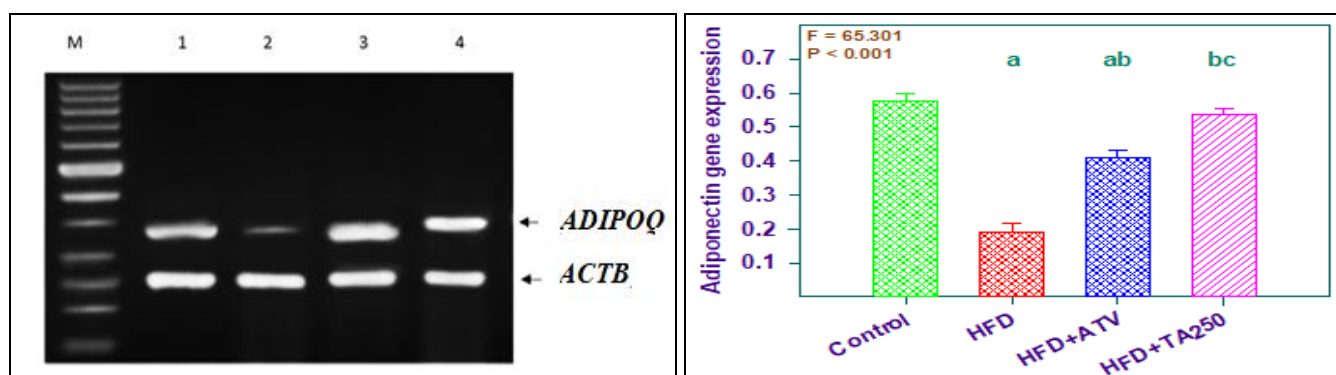 M 1 2 3 4
ADIPOQ
ACTB
F = 65.301
P < 0.001
a ab bc
Adiponectin gene expression
0.7
0.6
0.5
0.4
0.3
0.2
0.1
Control HFD HFD+ATV HFD+TA250